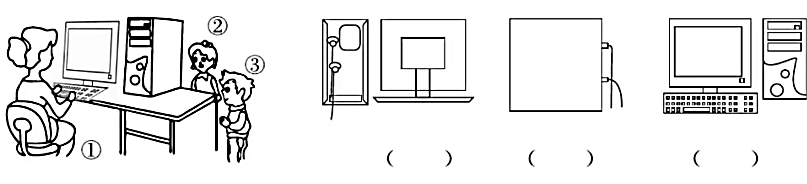 ②
③
①
( ) ( ) ( )